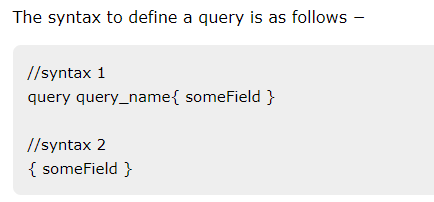 The syntax to define a query is as follows −
//syntax 1
query query_name{ someField }
//syntax 2
{ someField }